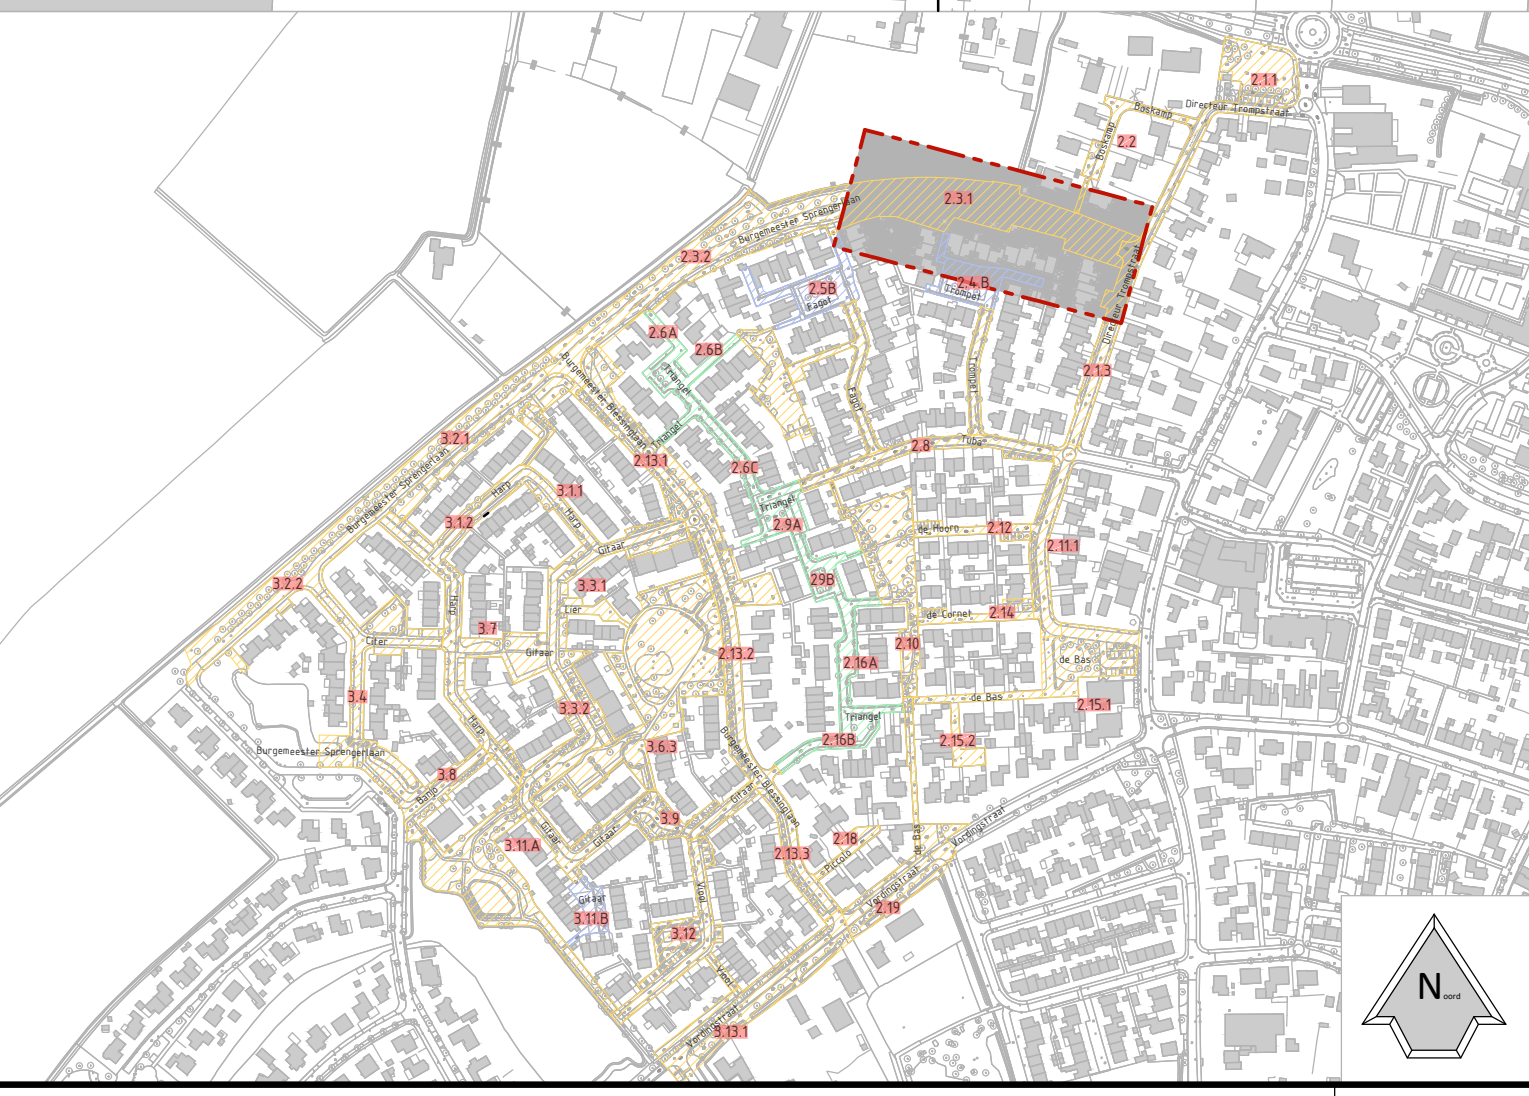 2.1.1
Directeur Trompstraat
Boskamp
Boskamp
2.2
2.3.1
Burgemeester Sprengerlaan
2.3.2
Directeur Trompstraat
2.4.B
Trompet
2.5B
Fagot
2.6A
2.6B
Triangel
Burgemeester Blessinglaan
Trompet
Fagot
2.1.3
3.2.1
Burgemeester Sprengerlaan
Triangel
2.13.1
2.6C
2.8
Tuba
Harp
3.1.1
3.1.2
Harp
Triangel
2.9A
de Hoorn
2.12
2.11.1
Gitaar
3.2.2
3.3.1
29B
Harp
Lier
de Cornet
2.14
3.7
Citer
Gitaar
2.10
2.13.2
2.16A
de Bas
3.4
3.3.2
de Bas
2.15.1
Triangel
Harp
Burgemeester Sprengerlaan
3.6.3
2.16B
2.15.2
Burgemeester Blessinglaan
3.8
Banjo
Gitaar
3.9
Gitaar
Gitaar
3.11.A
2.18
de Bas
Vordingstraat
2.13.3
Piccolo
Vordingstraat
2.19
Viool
Gitaar
3.11.B
3.12
Viool
Vordingstraat
3.13.1
Noord